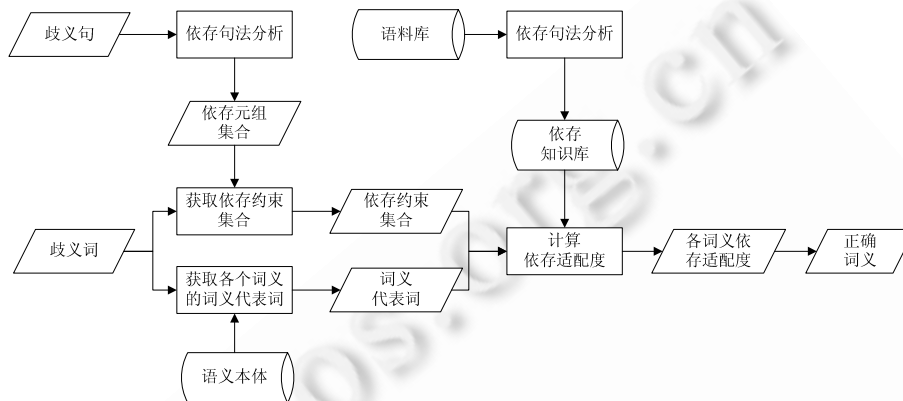 歧义句
依存句法分析
语料库
依存句法分析
依存元组
集合
依存
知识库
获取依存约束
集合
依存约束
集合
歧义词
计算
依存适配度
各词义依
存适配度
正确
词义
获取各个词义
的词义代表词
词义
代表词
语义本体
os.org.cn